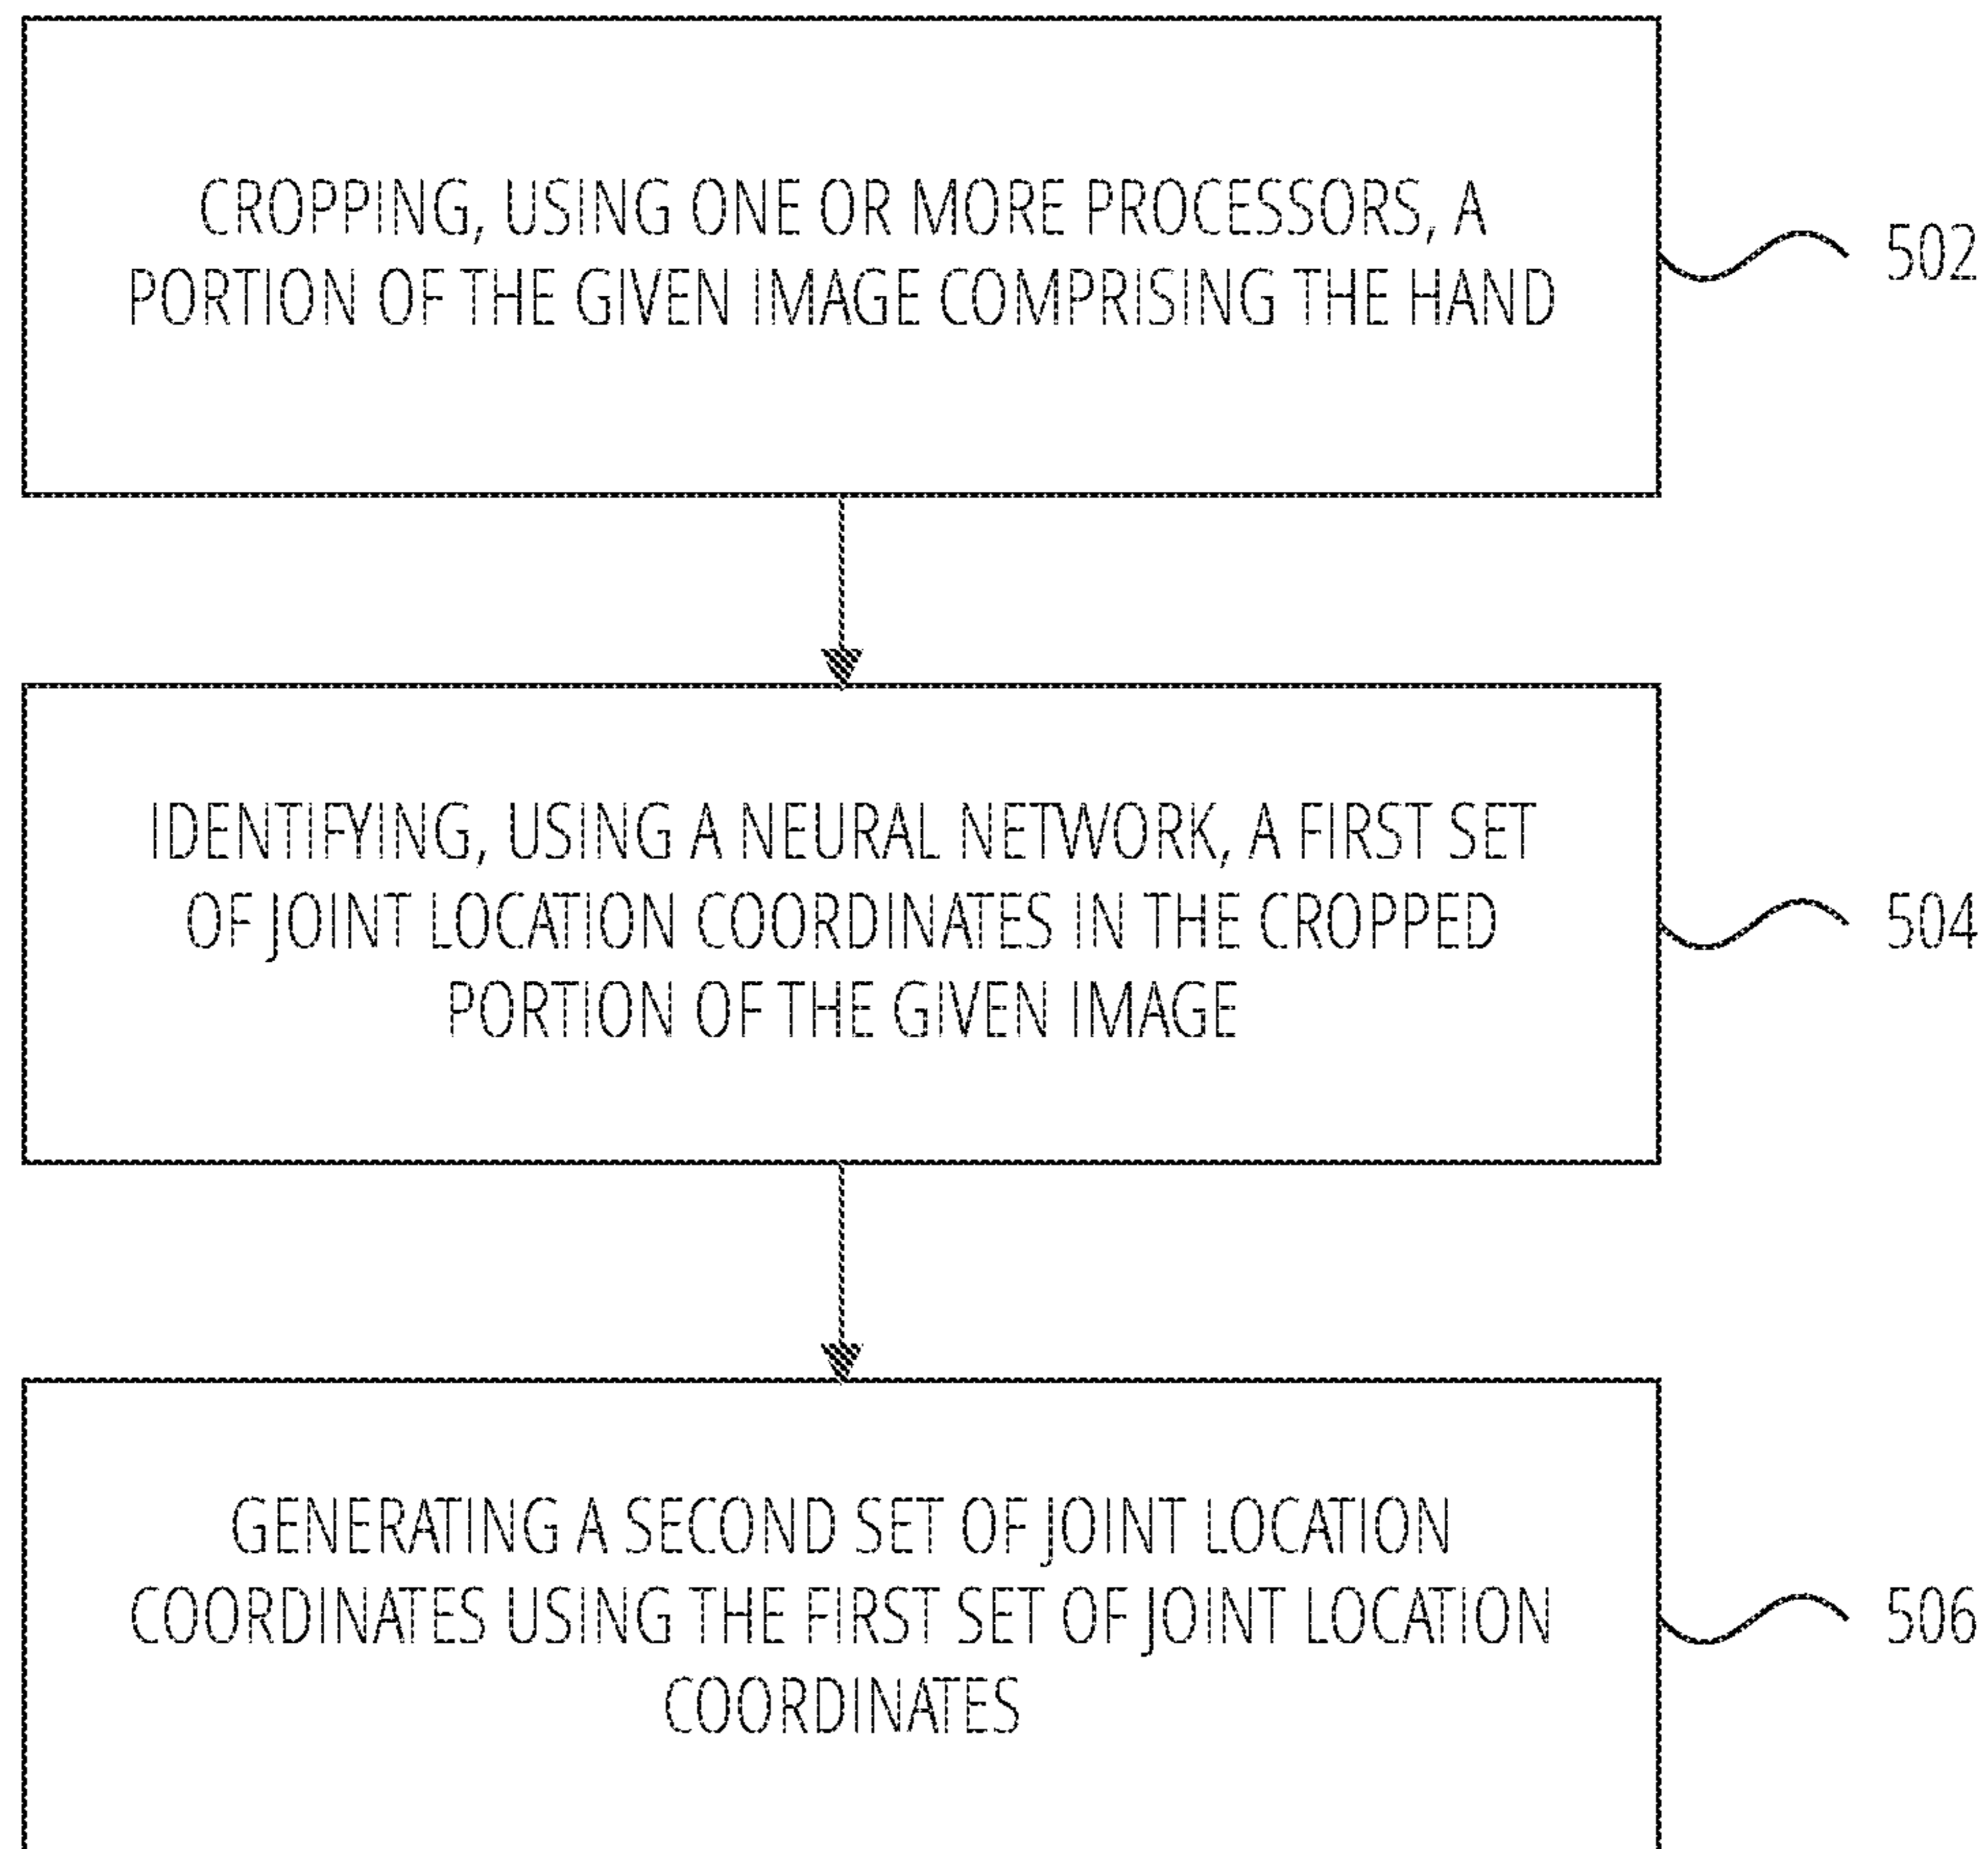 CROPPING, USING ONE OR MORE PROCESSORS, A
PORTION OF THE GIVEN IMAGE COMPRISING THE HAND
502
IDENTIFYING, USING A NEURAL NETWORK, A FIRST SET
OF JOINT LOCATION COORDINATES IN THE CROPPED
PORTION OF THE GIVEN IMAGE
504
GENERATING A SECOND SET OF JOINT LOCATION
COORDINATES USING THE FIRST SET OF JOINT LOCATION
COORDINATES
506